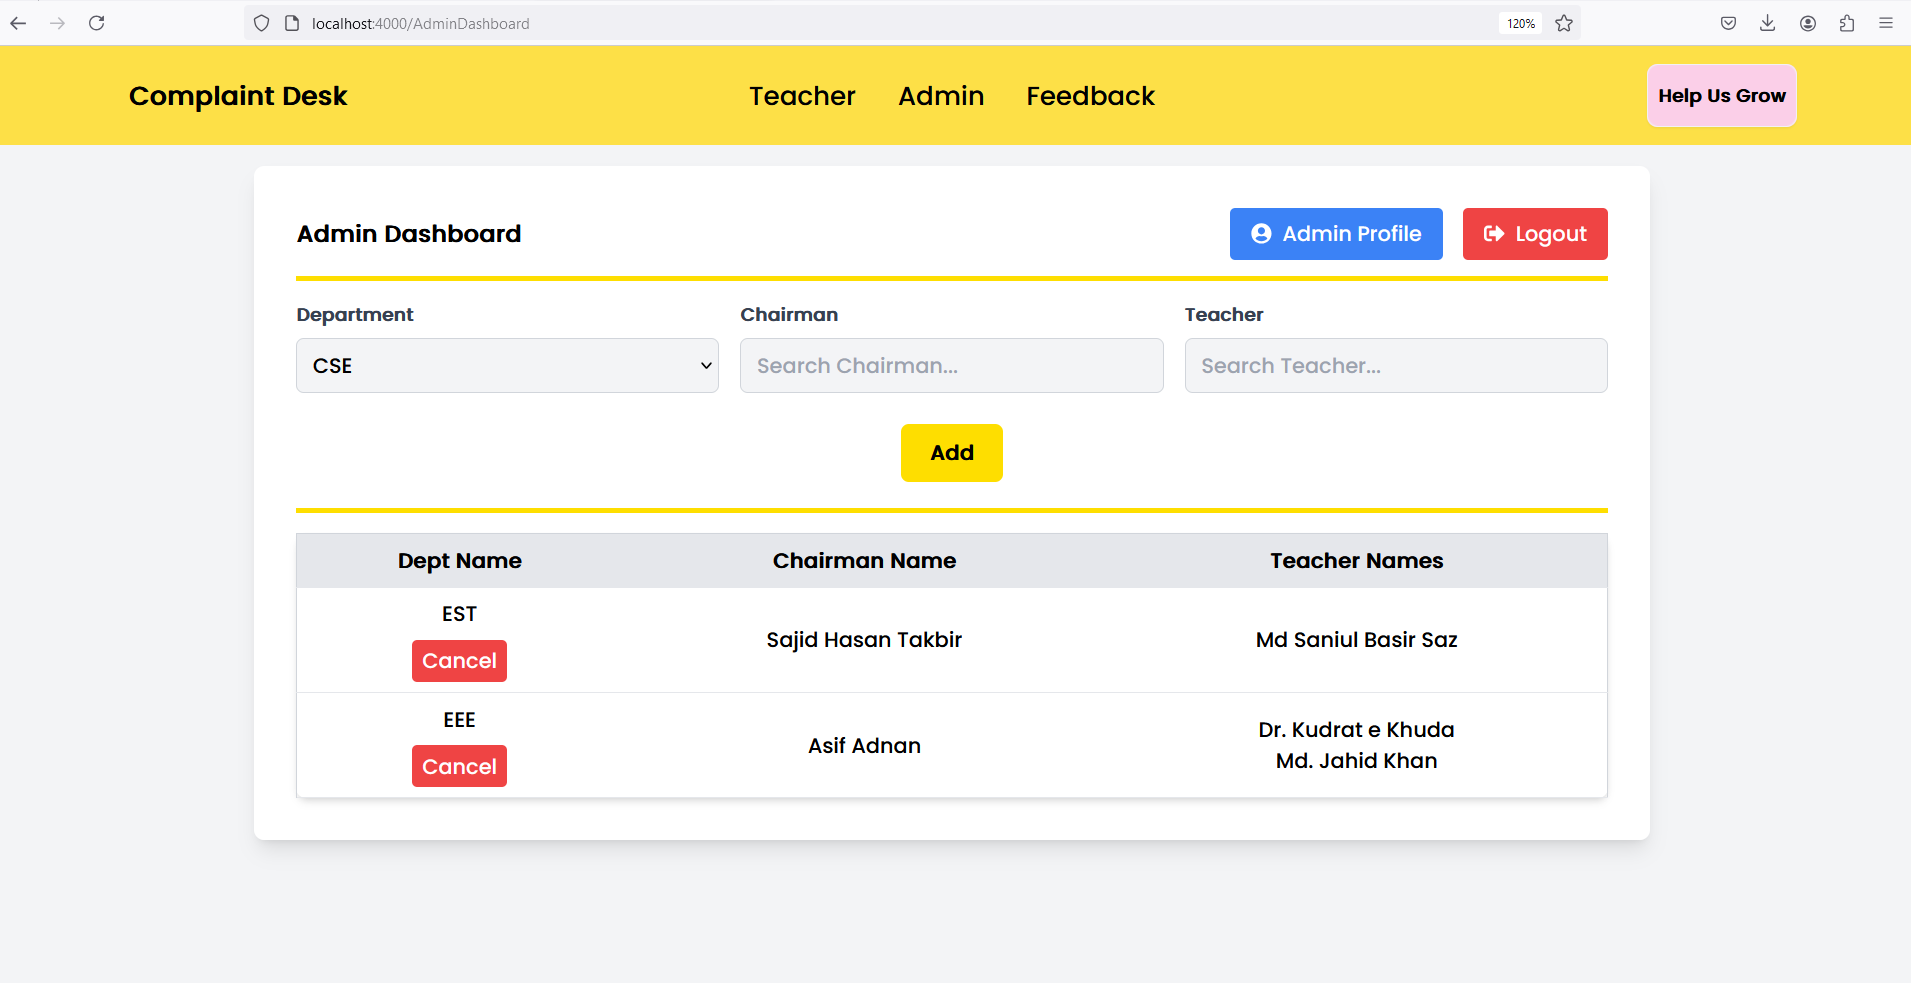 localhost:4000/AdminDashboard
120%
Complaint Desk
Teacher Admin Feedback
Help Us Grow
Admin Dashboard
Admin Profile
Logout
Department Chairman Teacher
CSE Search Chairman... Search Teacher...
Add
Dept Name Chairman Name Teacher Names
EST
Cancel
Sajid Hasan Takbir
Md Saniul Basir Saz
EEE
Cancel
Asif Adnan
Dr. Kudrat e Khuda
Md. Jahid Khan